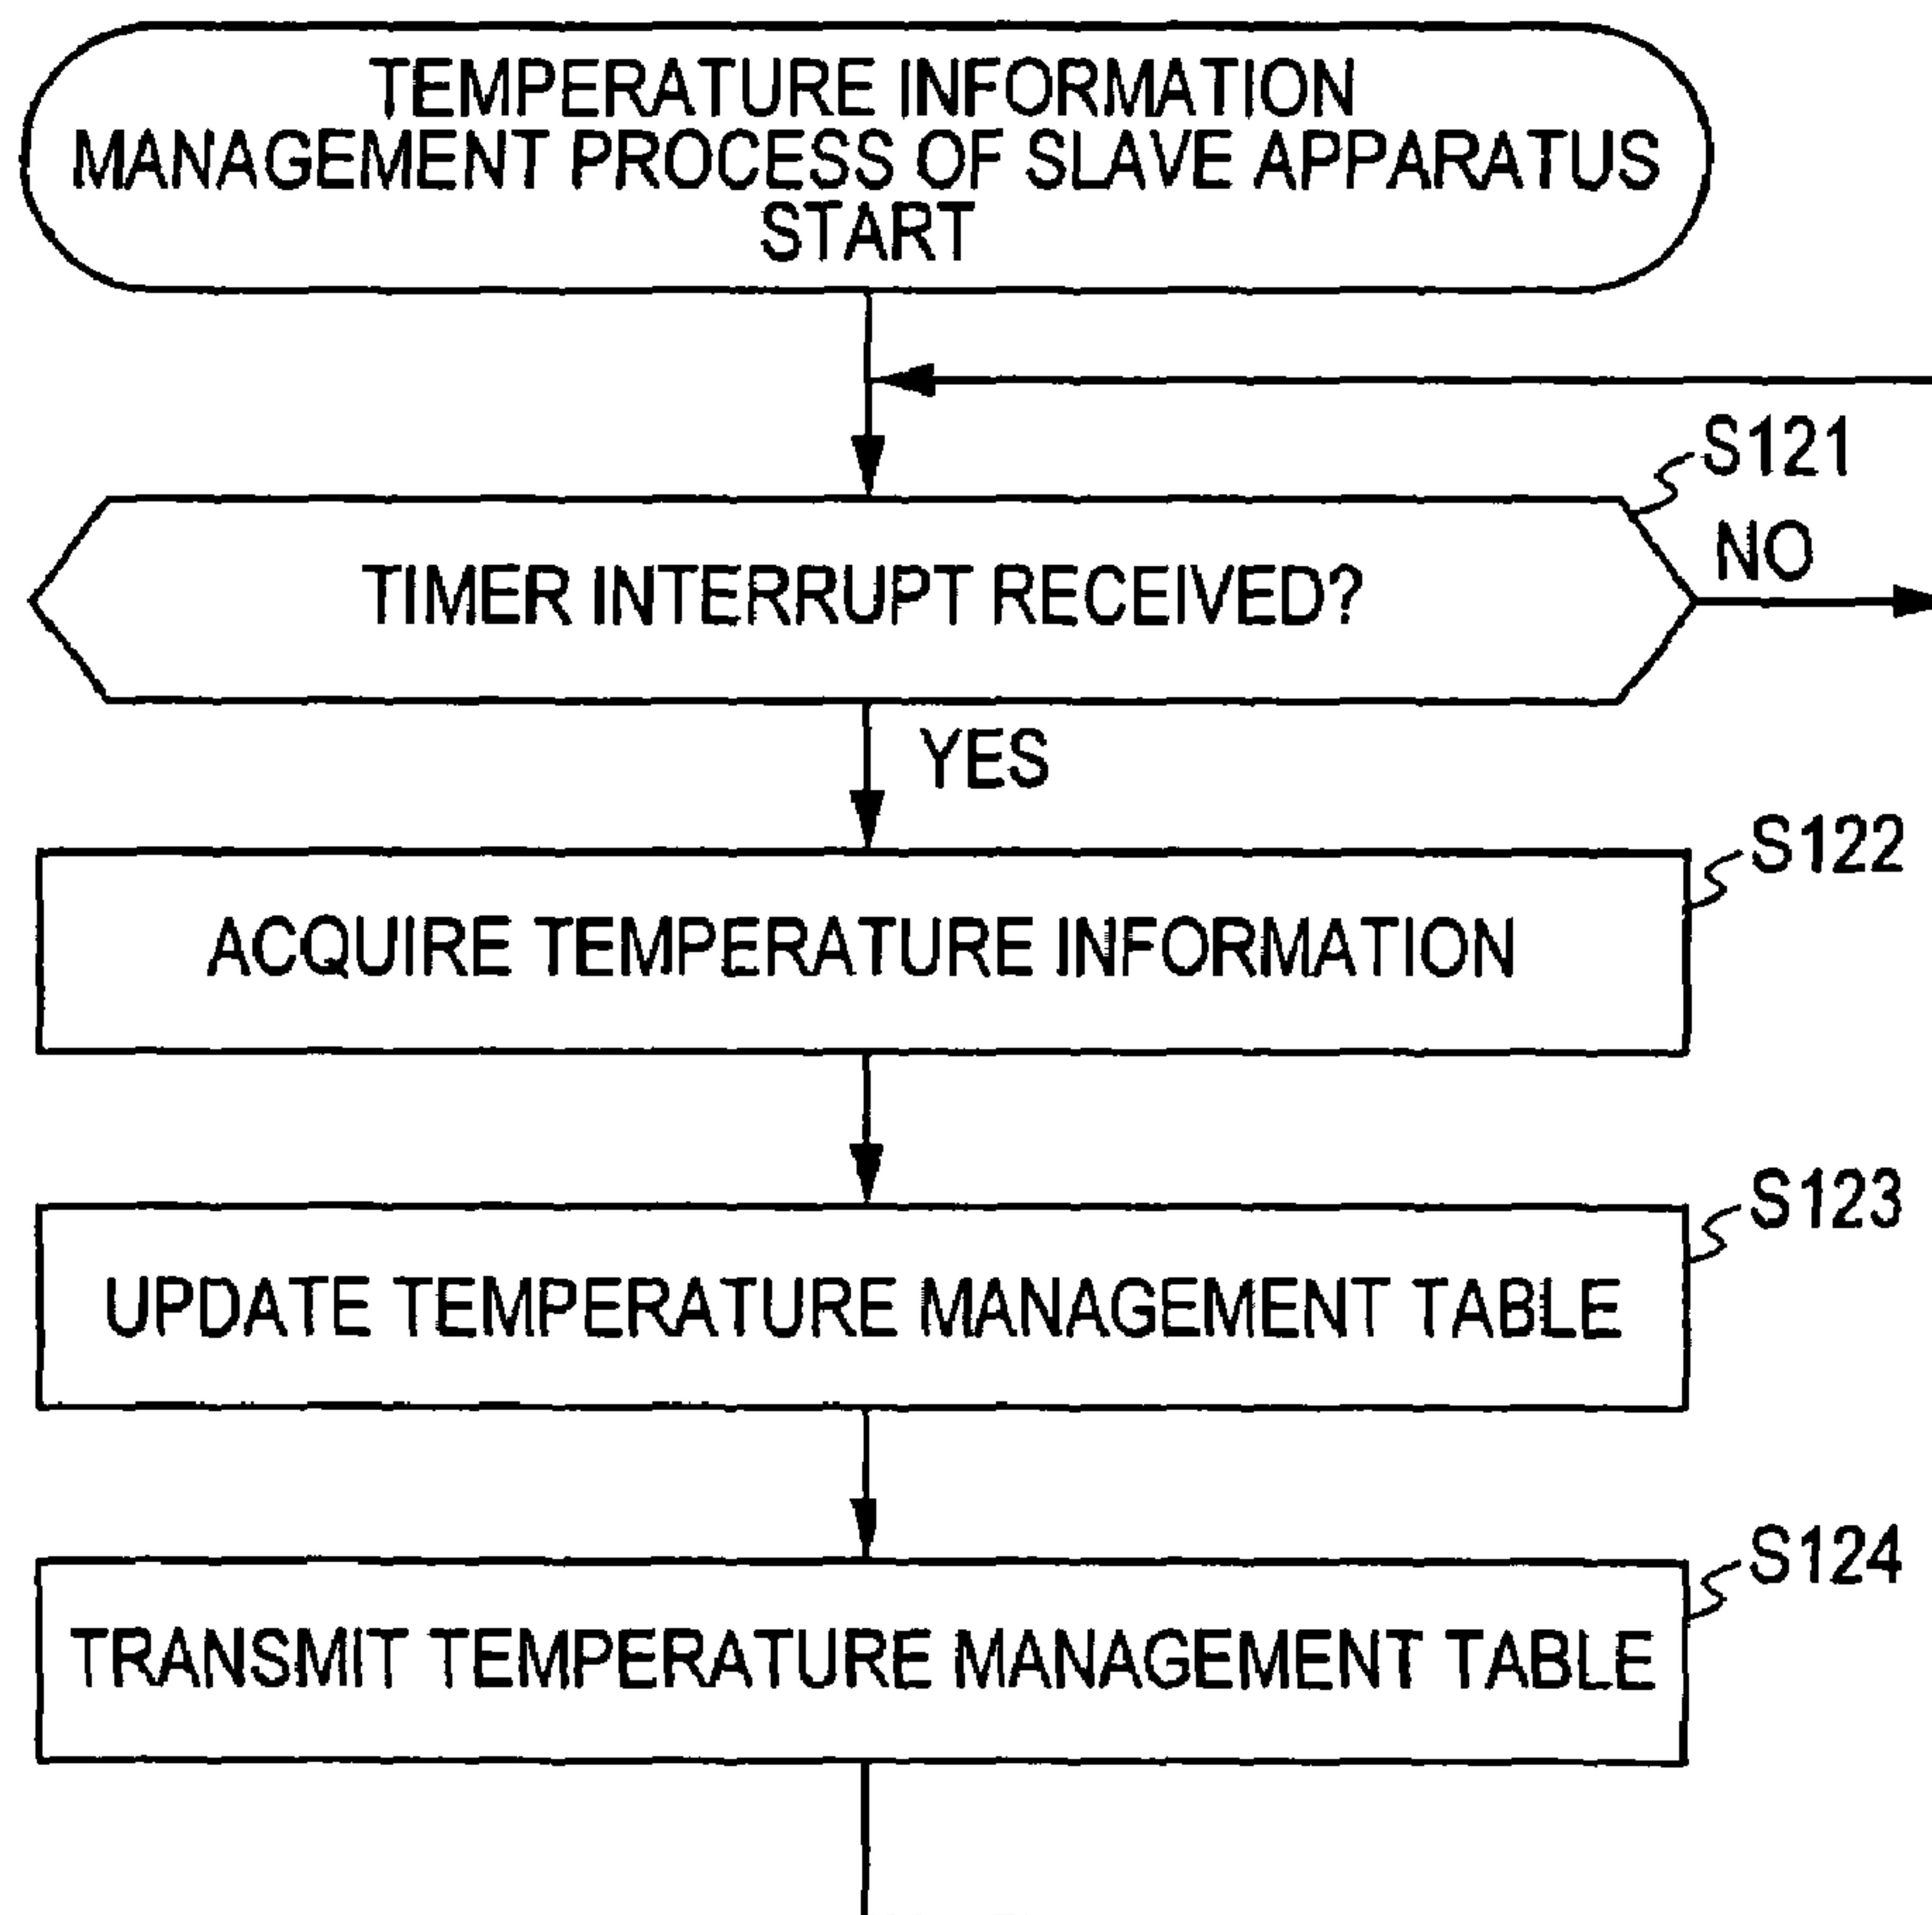 TEMPERATURE INFORMATION
MANAGEMENT PROCESS OF SLAVE APPARATUS
START
S121
TIMER INTERRUPT RECEIVED?
NO
YES
S122
ACQUIRE TEMPERATURE INFORMATION
S123
UPDATE TEMPERATURE MANAGEMENT TABLE
S124
TRANSMIT TEMPERATURE MANAGEMENT TABLE